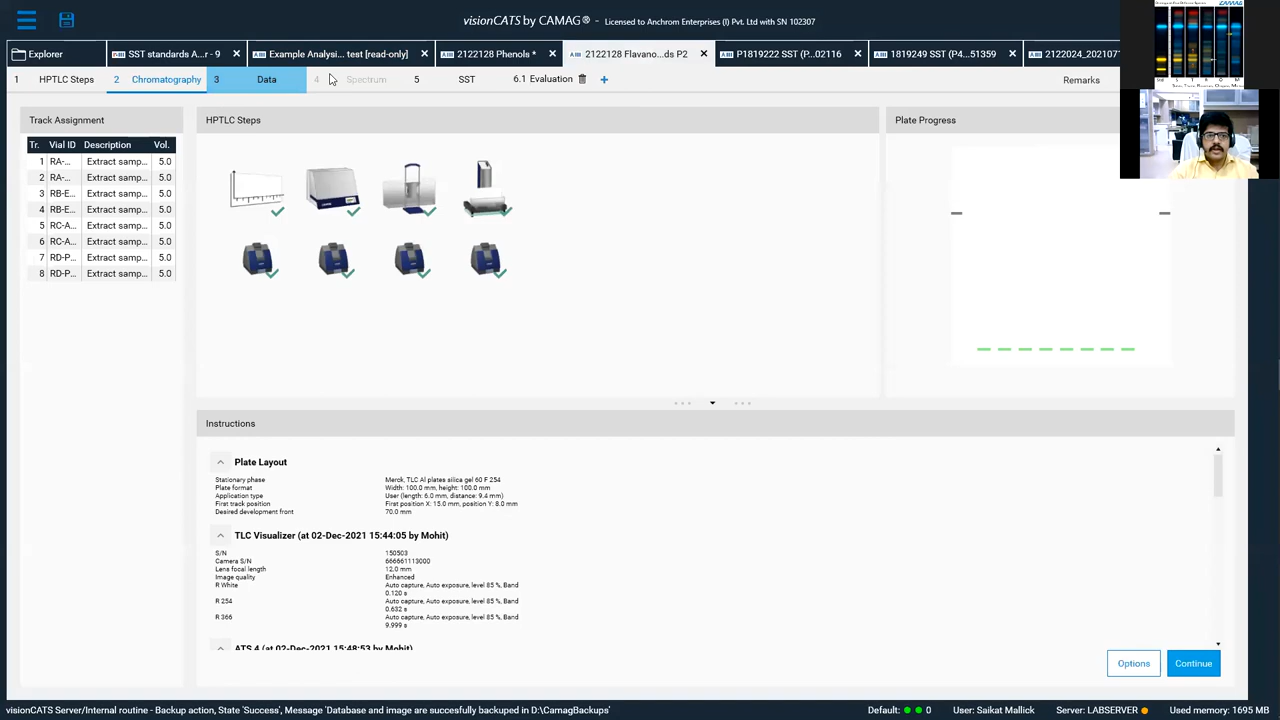 visionCATS by CAMAG® - Licensed to Anchrom Enterprises (I) Pvt. Ltd with SN 102307
CAMAG
Explorer
SST standards A...r - 9
Example Analysi... test [read-only]
2122128 Phenols
2122128 Flavano...ds P2
P1819222 SST (P...02116
1819249 SST (P4...51359
2122024_202107
1 HPTLC Steps
2 Chromatography
3 Data
4 Spectrum
5 SST
6.1 Evaluation
Remarks
Track Assignment
HPTLC Steps
Plate Progress
Tr. Vial ID Description Vol.
1 RA-... Extract samp... 5.0
2 RA-... Extract samp... 5.0
3 RB-E... Extract samp... 5.0
4 RB-E... Extract samp... 5.0
5 RC-A... Extract samp... 5.0
6 RC-A... Extract samp... 5.0
7 RD-P... Extract samp... 5.0
8 RD-P... Extract samp... 5.0
Instructions
Plate Layout
Stationary phase Merck, TLC Al plates silica gel 60 F 254
Plate format Width: 100.0 mm, height: 100.0 mm
Application type User (length: 6.0 mm, distance: 9.4 mm)
First track position First position X: 15.0 mm, position Y: 8.0 mm
Desired development front 70.0 mm
TLC Visualizer (at 02-Dec-2021 15:44:05 by Mohit)
S/N 150503
Camera S/N 666661113000
Lens focal length 12.0 mm
Image quality Enhanced
R White Auto capture, Auto exposure, level 85 %, Band
0.120 s
R 254 Auto capture, Auto exposure, level 85 %, Band
0.632 s
R 366 Auto capture, Auto exposure, level 85 %, Band
9.999 s
ATS 4 (at 02-Dec-2021 15:48:53 by Mohit)
Options
Continue
visionCATS Server/Internal routine - Backup action, State 'Success', Message 'Database and image are succesfully backuped in D:\CamagBackups'
Default: 0 User: Saikat Mallick Server: LABSERVER Used memory: 1695 MB